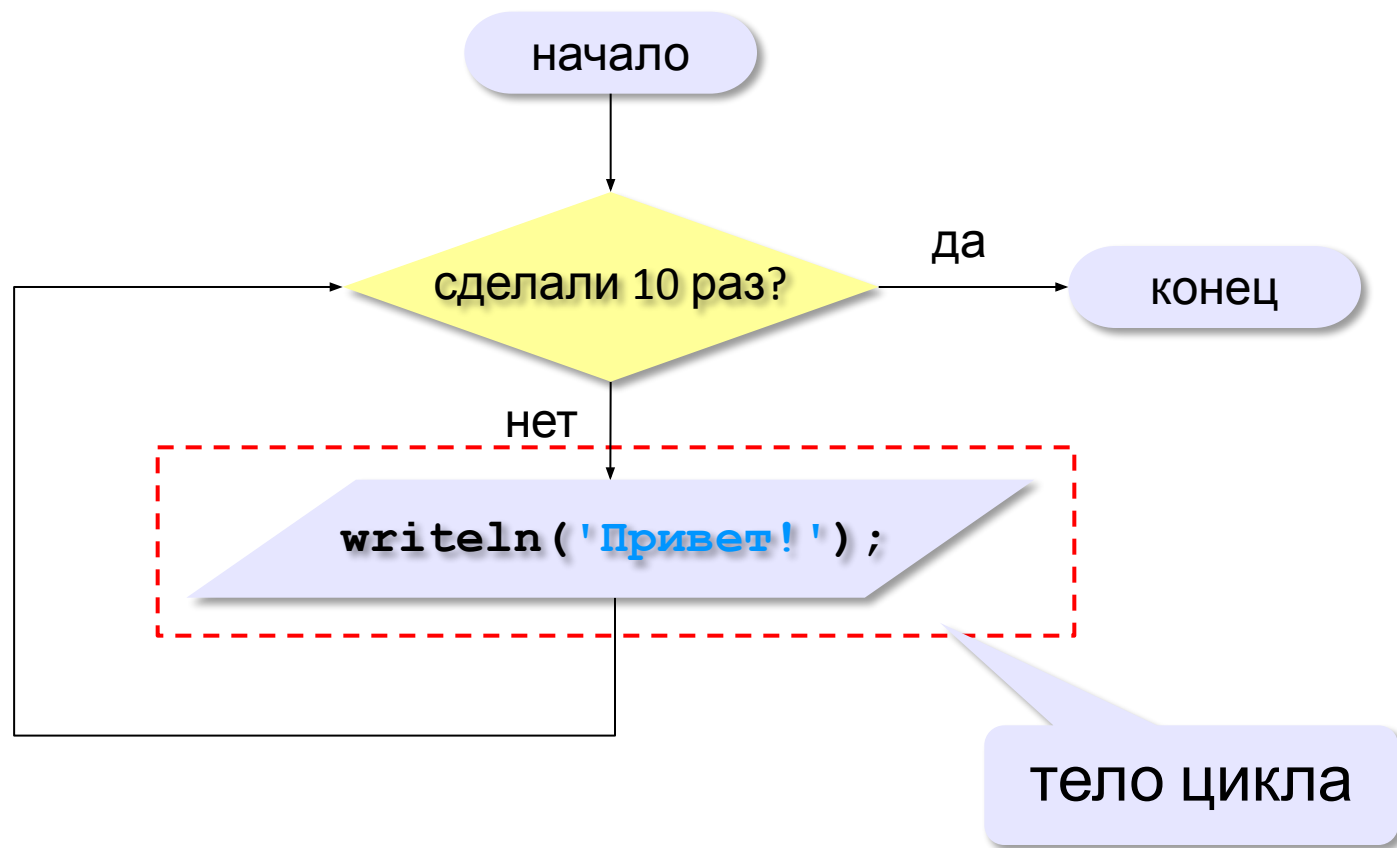 начало
сделали 10 раз?
да
конец
нет
writeln('Привет!');
тело цикла